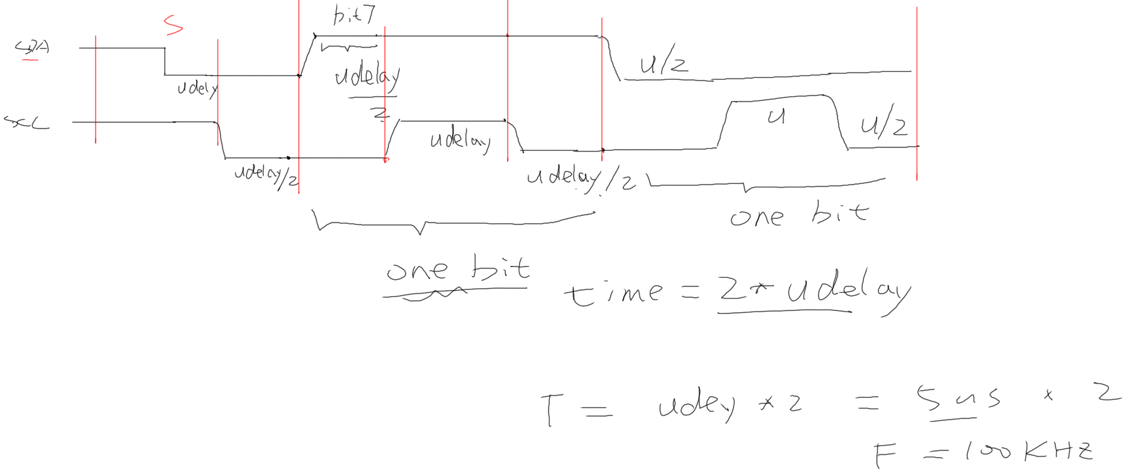 S
bit7
SDA
u/2
udely
udelay
2
SCL
udelay
u
u/2
udelay/2
udelay/2
one bit
one bit
time = 2* udelay
T = udey * 2 = 5us * 2
F = 100KHZ